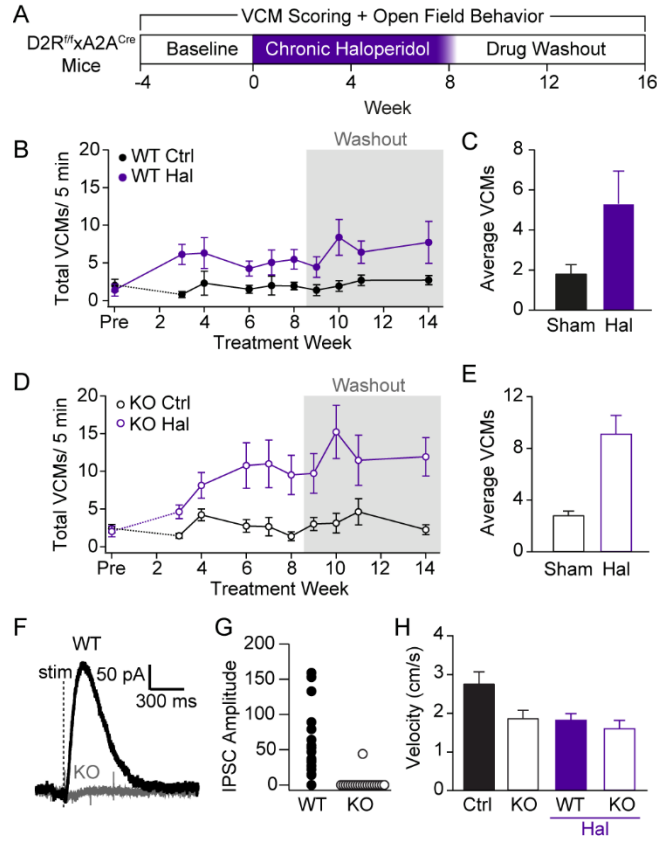 A
VCM Scoring + Open Field Behavior
D2Rf/fxA2ACre
Mice
Baseline
Chronic Haloperidol
Drug Washout
-4 0 4 8 12 16
Week
B
WT Ctrl
WT Hal
Washout
Total VCMs/ 5 min
20
15
10
5
0
Pre 2 4 6 8 10 12 14
Treatment Week
C
Average VCMs
8
6
4
2
0
Sham Hal
D
KO Ctrl
KO Hal
Washout
Total VCMs/ 5 min
20
15
10
5
0
Pre 2 4 6 8 10 12 14
Treatment Week
E
Average VCMs
12
9
6
3
0
Sham Hal
F
WT
stim
50 pA
300 ms
KO
G
IPSC Amplitude
200
150
100
50
0
WT KO
H
Velocity (cm/s)
4
3
2
1
0
Ctrl KO WT KO
Hal